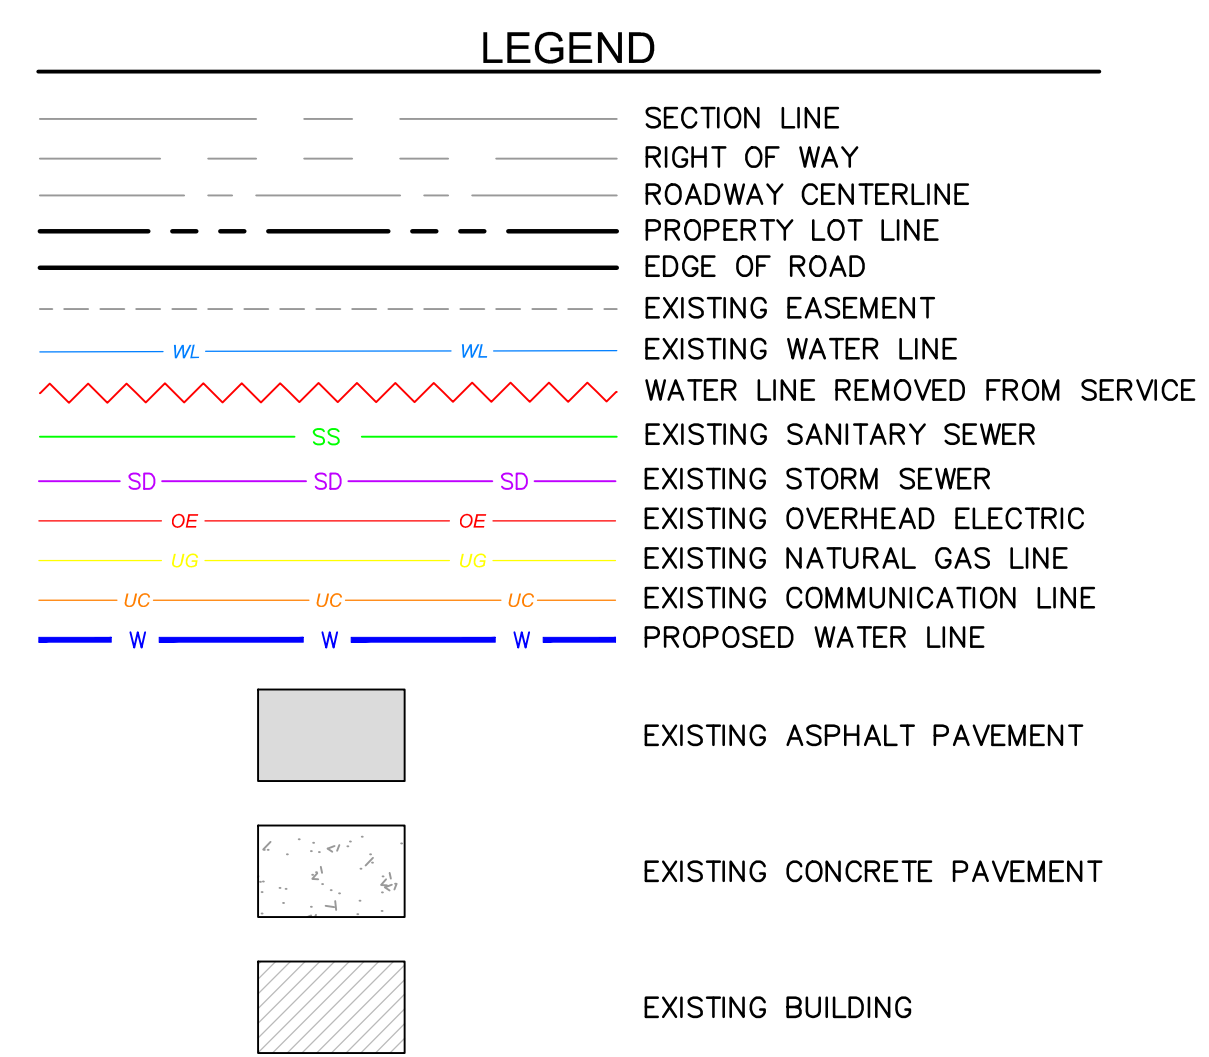 LEGEND
SECTION LINE
RIGHT OF WAY
ROADWAY CENTERLINE
PROPERTY LOT LINE
EDGE OF ROAD
EXISTING EASEMENT
WL WL EXISTING WATER LINE
WATER LINE REMOVED FROM SERVICE
SS EXISTING SANITARY SEWER
SD SD SD EXISTING STORM SEWER
OE OE EXISTING OVERHEAD ELECTRIC
UG UG EXISTING NATURAL GAS LINE
UC UC UC EXISTING COMMUNICATION LINE
W W W PROPOSED WATER LINE
EXISTING ASPHALT PAVEMENT
EXISTING CONCRETE PAVEMENT
EXISTING BUILDING